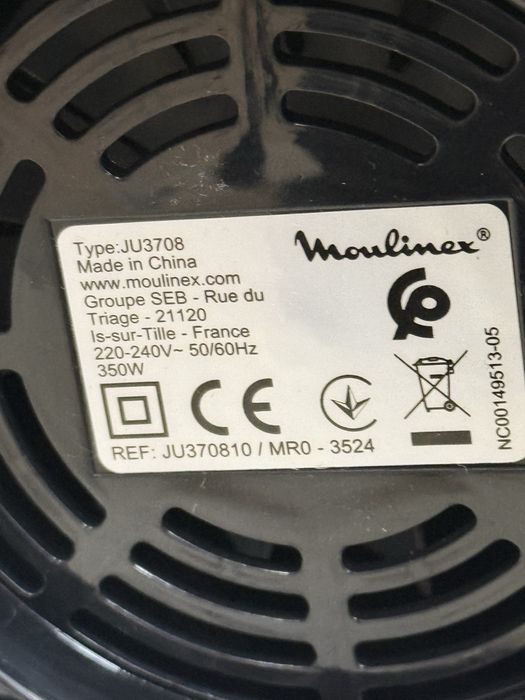 Type:JU3708
Made in China
www.moulinex.com
Groupe SEB - Rue du
Triage - 21120
Is-sur-Tille - France
220-240V~ 50/60Hz
350W
Moulinex®
CE
REF: JU370810 / MR0 - 3524
NC00149513-05